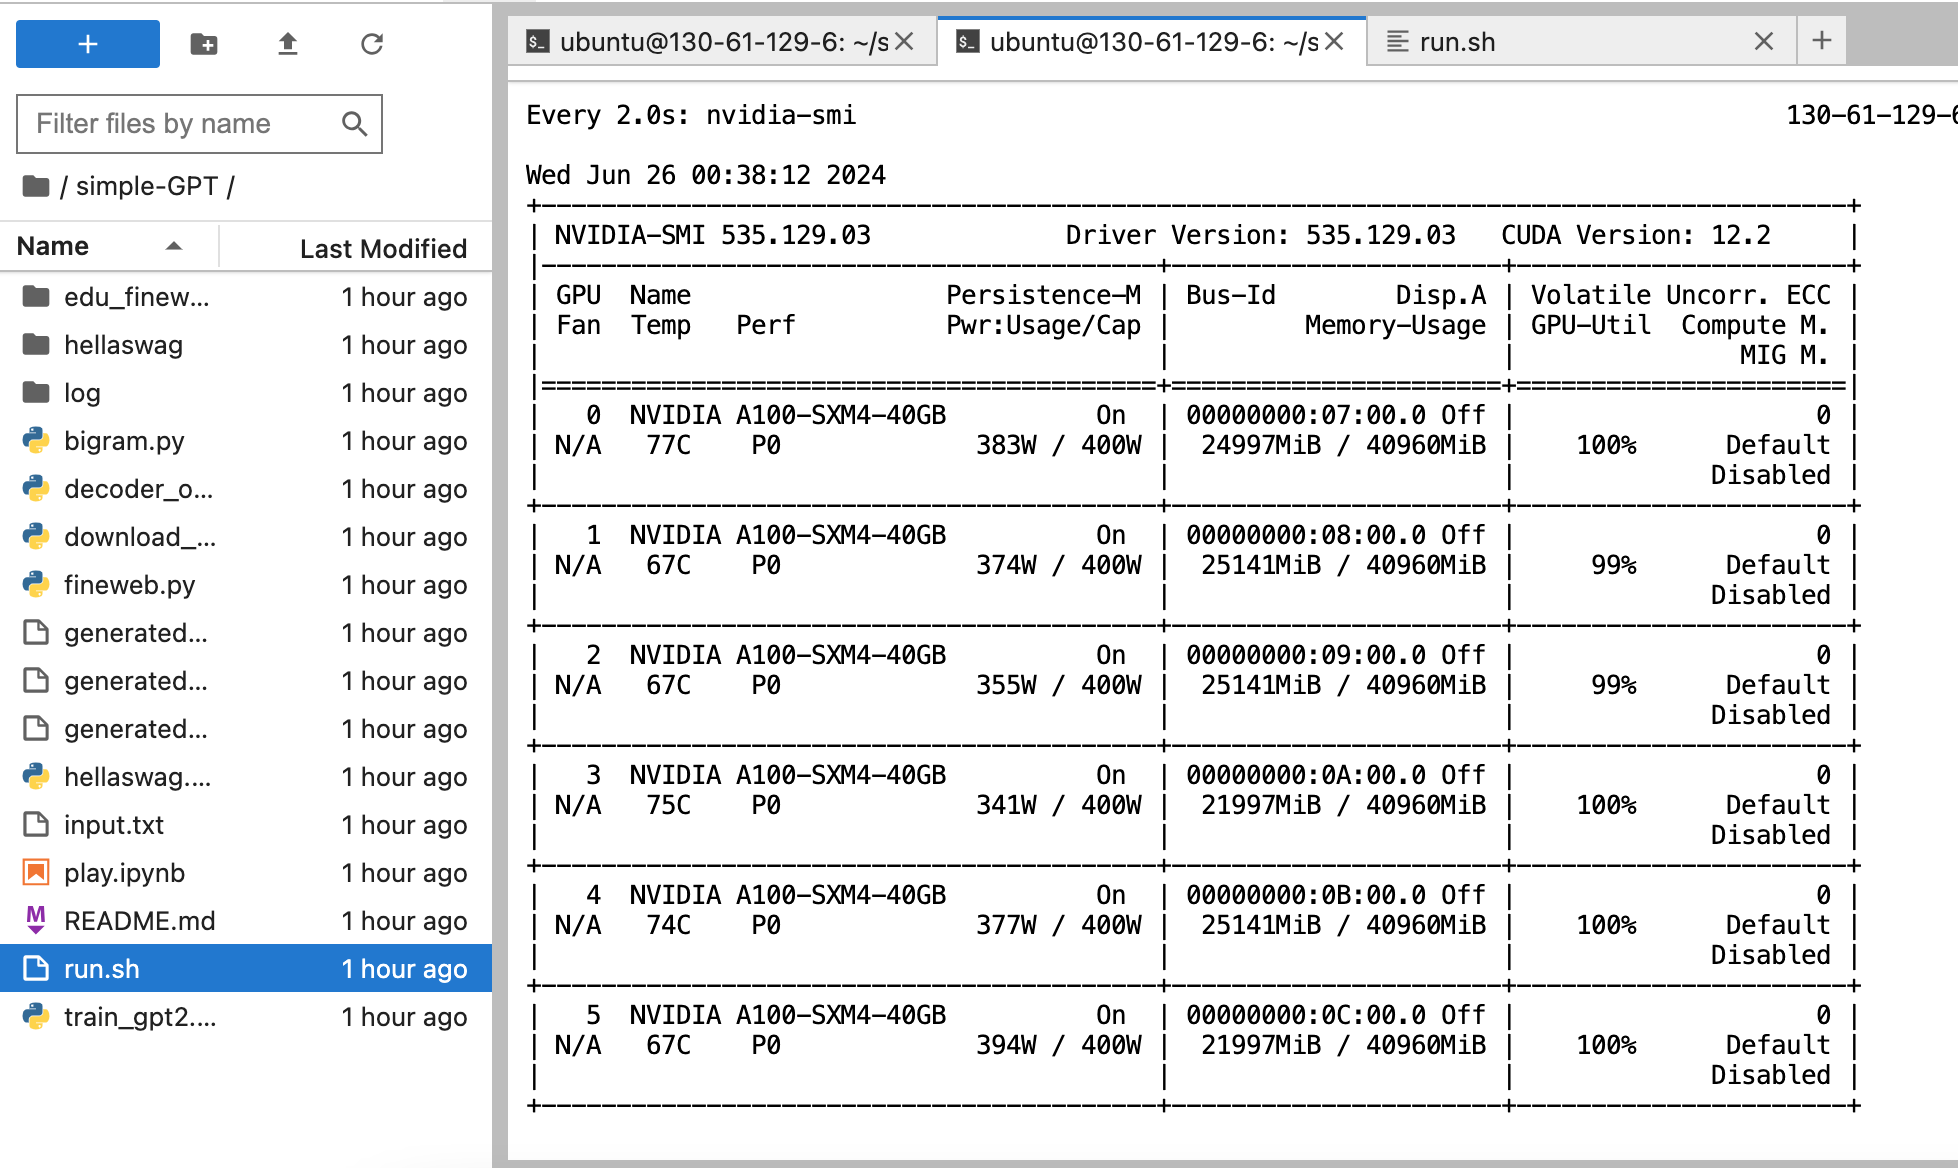 +
Filter files by name
/ simple-GPT /
Name Last Modified
edu_finew... 1 hour ago
hellaswag 1 hour ago
log 1 hour ago
bigram.py 1 hour ago
decoder_o... 1 hour ago
download_... 1 hour ago
fineweb.py 1 hour ago
generated... 1 hour ago
generated... 1 hour ago
generated... 1 hour ago
hellaswag.... 1 hour ago
input.txt 1 hour ago
play.ipynb 1 hour ago
README.md 1 hour ago
run.sh 1 hour ago
train_gpt2.... 1 hour ago
ubuntu@130-61-129-6: ~/s ubuntu@130-61-129-6: ~/s run.sh +
Every 2.0s: nvidia-smi 130-61-129-6
Wed Jun 26 00:38:12 2024
+---------------------------------------------------------------------------------------+
| NVIDIA-SMI 535.129.03 Driver Version: 535.129.03 CUDA Version: 12.2 |
|-----------------------------------------+----------------------+----------------------+
| GPU Name Persistence-M | Bus-Id Disp.A | Volatile Uncorr. ECC |
| Fan Temp Perf Pwr:Usage/Cap | Memory-Usage | GPU-Util Compute M. |
| | | MIG M. |
|=========================================+======================+======================|
| 0 NVIDIA A100-SXM4-40GB On | 00000000:07:00.0 Off | 0 |
| N/A 77C P0 383W / 400W | 24997MiB / 40960MiB | 100% Default |
| | | Disabled |
+-----------------------------------------+----------------------+----------------------+
| 1 NVIDIA A100-SXM4-40GB On | 00000000:08:00.0 Off | 0 |
| N/A 67C P0 374W / 400W | 25141MiB / 40960MiB | 99% Default |
| | | Disabled |
+-----------------------------------------+----------------------+----------------------+
| 2 NVIDIA A100-SXM4-40GB On | 00000000:09:00.0 Off | 0 |
| N/A 67C P0 355W / 400W | 25141MiB / 40960MiB | 99% Default |
| | | Disabled |
+-----------------------------------------+----------------------+----------------------+
| 3 NVIDIA A100-SXM4-40GB On | 00000000:0A:00.0 Off | 0 |
| N/A 75C P0 341W / 400W | 21997MiB / 40960MiB | 100% Default |
| | | Disabled |
+-----------------------------------------+----------------------+----------------------+
| 4 NVIDIA A100-SXM4-40GB On | 00000000:0B:00.0 Off | 0 |
| N/A 74C P0 377W / 400W | 25141MiB / 40960MiB | 100% Default |
| | | Disabled |
+-----------------------------------------+----------------------+----------------------+
| 5 NVIDIA A100-SXM4-40GB On | 00000000:0C:00.0 Off | 0 |
| N/A 67C P0 394W / 400W | 21997MiB / 40960MiB | 100% Default |
| | | Disabled |
+-----------------------------------------+----------------------+----------------------+